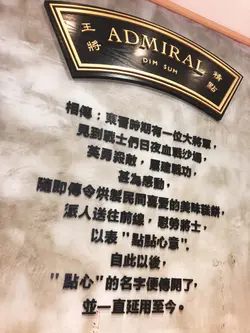 王將 ADMIRAL 精點
DIM SUM
相傳；東晉時期有一位大將軍，
見到戰士們日夜血戰沙場，
英勇殺敵，屢建戰功，
甚為感動，
隨即傳令烘製民間喜愛的美味糕餅，
派人送往前線，慰勞將士，
以表"點點心意"。
自此以後，
"點心"的名字便傳開了，
並一直延用至今。